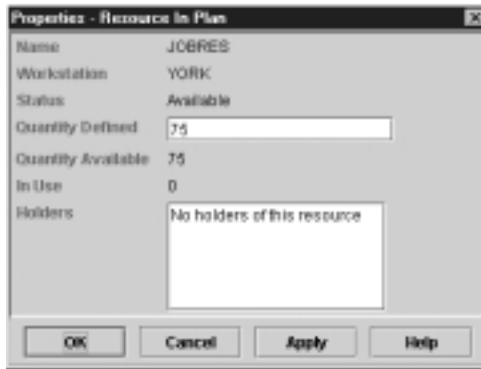 Properties - Resource In Plan
Name JOBRES
Workstation YORK
Status Available
Quantity Defined 75
Quantity Available 75
In Use 0
Holders No holders of this resource
OK Cancel Apply Help